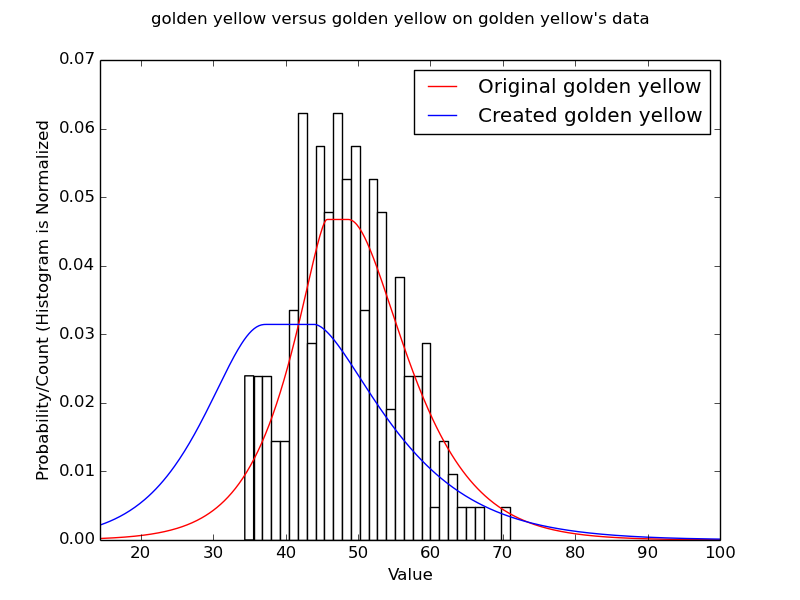 golden yellow versus golden yellow on golden yellow's data
0.07
0.06
0.05
0.04
0.03
0.02
0.01
0.00
Probability/Count (Histogram is Normalized
Original golden yellow
Created golden yellow
20 30 40 50 60 70 80 90 100
Value